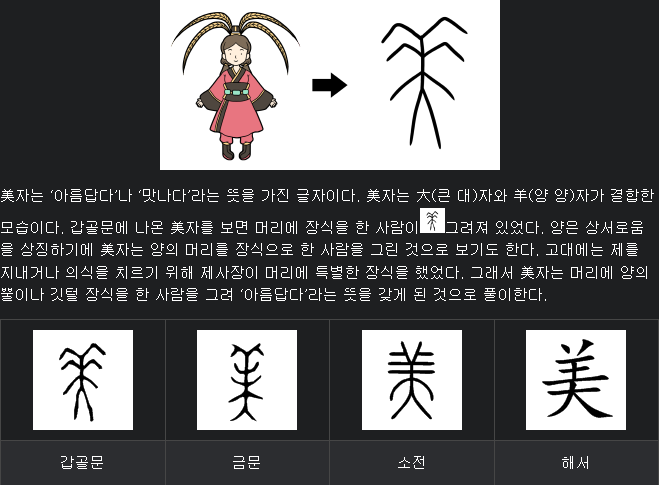 美자는 ‘아름답다’나 ‘맛나다’라는 뜻을 가진 글자이다. 美자는 大(큰 대)자와 羊(양 양)자가 결합한
모습이다. 갑골문에 나온 美자를 보면 머리에 장식을 한 사람이 그려져 있었다. 양은 상서로움
을 상징하기에 美자는 양의 머리를 장식으로 한 사람을 그린 것으로 보기도 한다. 고대에는 제를
지내거나 의식을 치르기 위해 제사장이 머리에 특별한 장식을 했었다. 그래서 美자는 머리에 양의
뿔이나 깃털 장식을 한 사람을 그려 ‘아름답다’라는 뜻을 갖게 된 것으로 풀이한다.
美 美
갑골문 금문 소전 해서